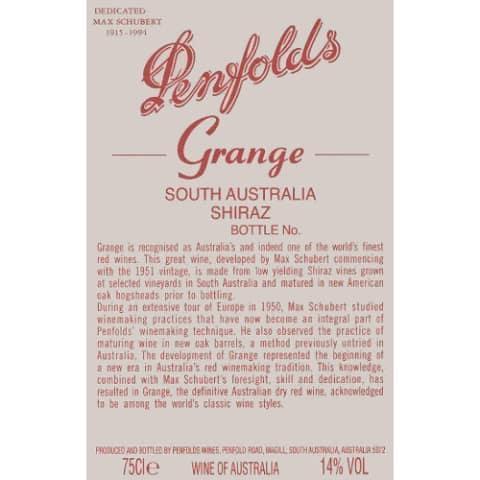 DEDICATED
MAX SCHUBERT
1915-1994
Penfolds
Grange
SOUTH AUSTRALIA
SHIRAZ
BOTTLE No.
Grange is recognised as Australia's and indeed one of the world's finest
red wines. This great wine, developed by Max Schubert commencing
with the 1951 vintage, is made from low yielding Shiraz vines grown
at selected vineyards in South Australia and matured in new American
oak hogsheads prior to bottling.
During an extensive tour of Europe in 1950, Max Schubert studied
winemaking practices that have now become an integral part of
Penfolds' winemaking technique. He also observed the practice of
maturing wine in new oak barrels, a method previously untried in
Australia. The development of Grange represented the beginning of
a new era in Australia's red winemaking tradition. This knowledge,
combined with Max Schubert's foresight, skill and dedication, has
resulted in Grange, the definitive Australian dry red wine, acknowledged
to be among the world's classic wine styles.
PRODUCED AND BOTTLED BY PENFOLDS WINES, PENFOLD ROAD, MAGILL, SOUTH AUSTRALIA, AUSTRALIA 5072
75Cl e WINE OF AUSTRALIA 14% VOL